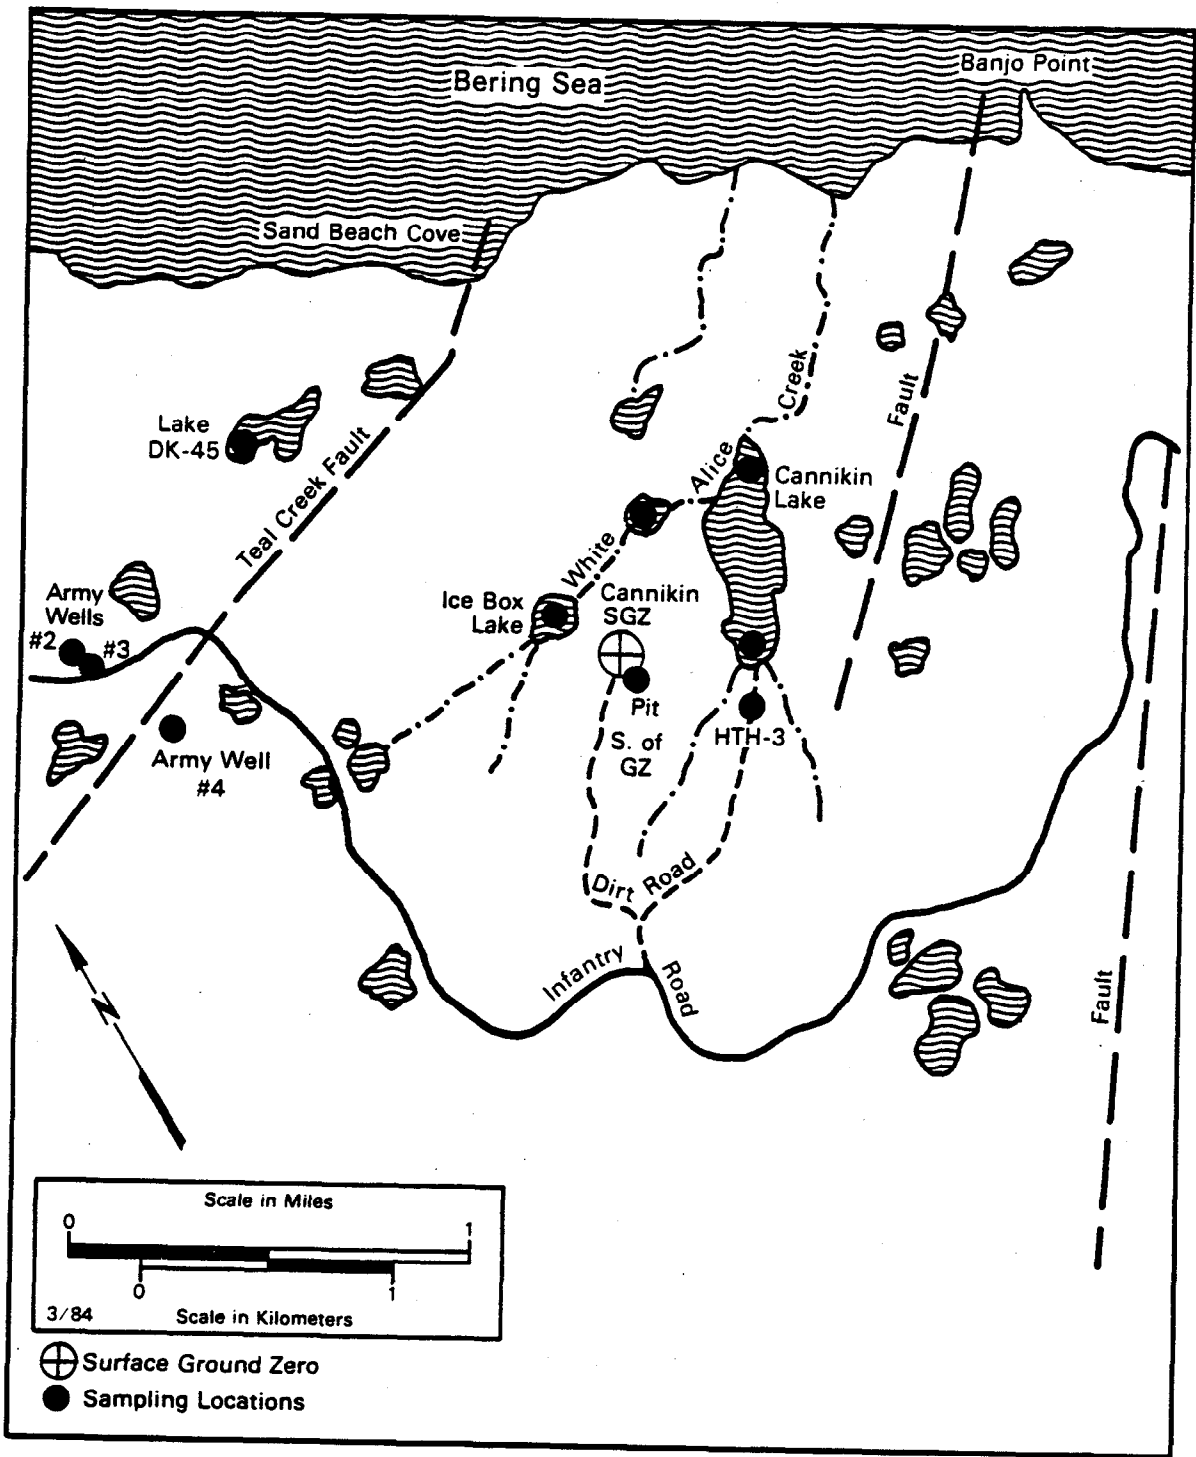 Banjo Point
Bering Sea
Sand Beach Cove
Creek
Fault
Lake
DK-45
Teal Creek Fault
Alice
Cannikin
Lake
White
Army
Wells
#2
#3
Ice Box
Lake
Cannikin
SGZ
Pit
S. of
GZ
HTH-3
Army Well
#4
Dirt Road
Infantry Road
Fault
N
Scale in Miles
0 1
0 1
3/84 Scale in Kilometers
Surface Ground Zero
Sampling Locations